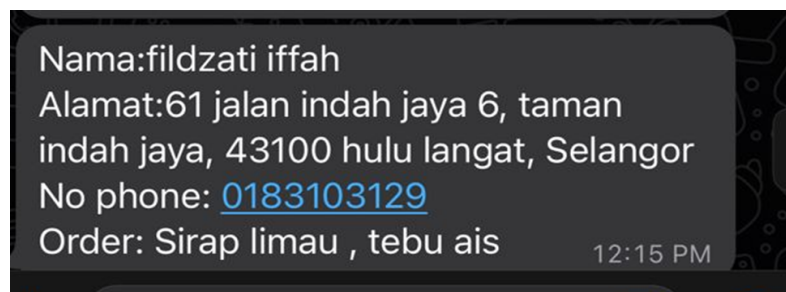 Nama:fildzati iffah
Alamat:61 jalan indah jaya 6, taman
indah jaya, 43100 hulu langat, Selangor
No phone: 0183103129
Order: Sirap limau , tebu ais
12:15 PM